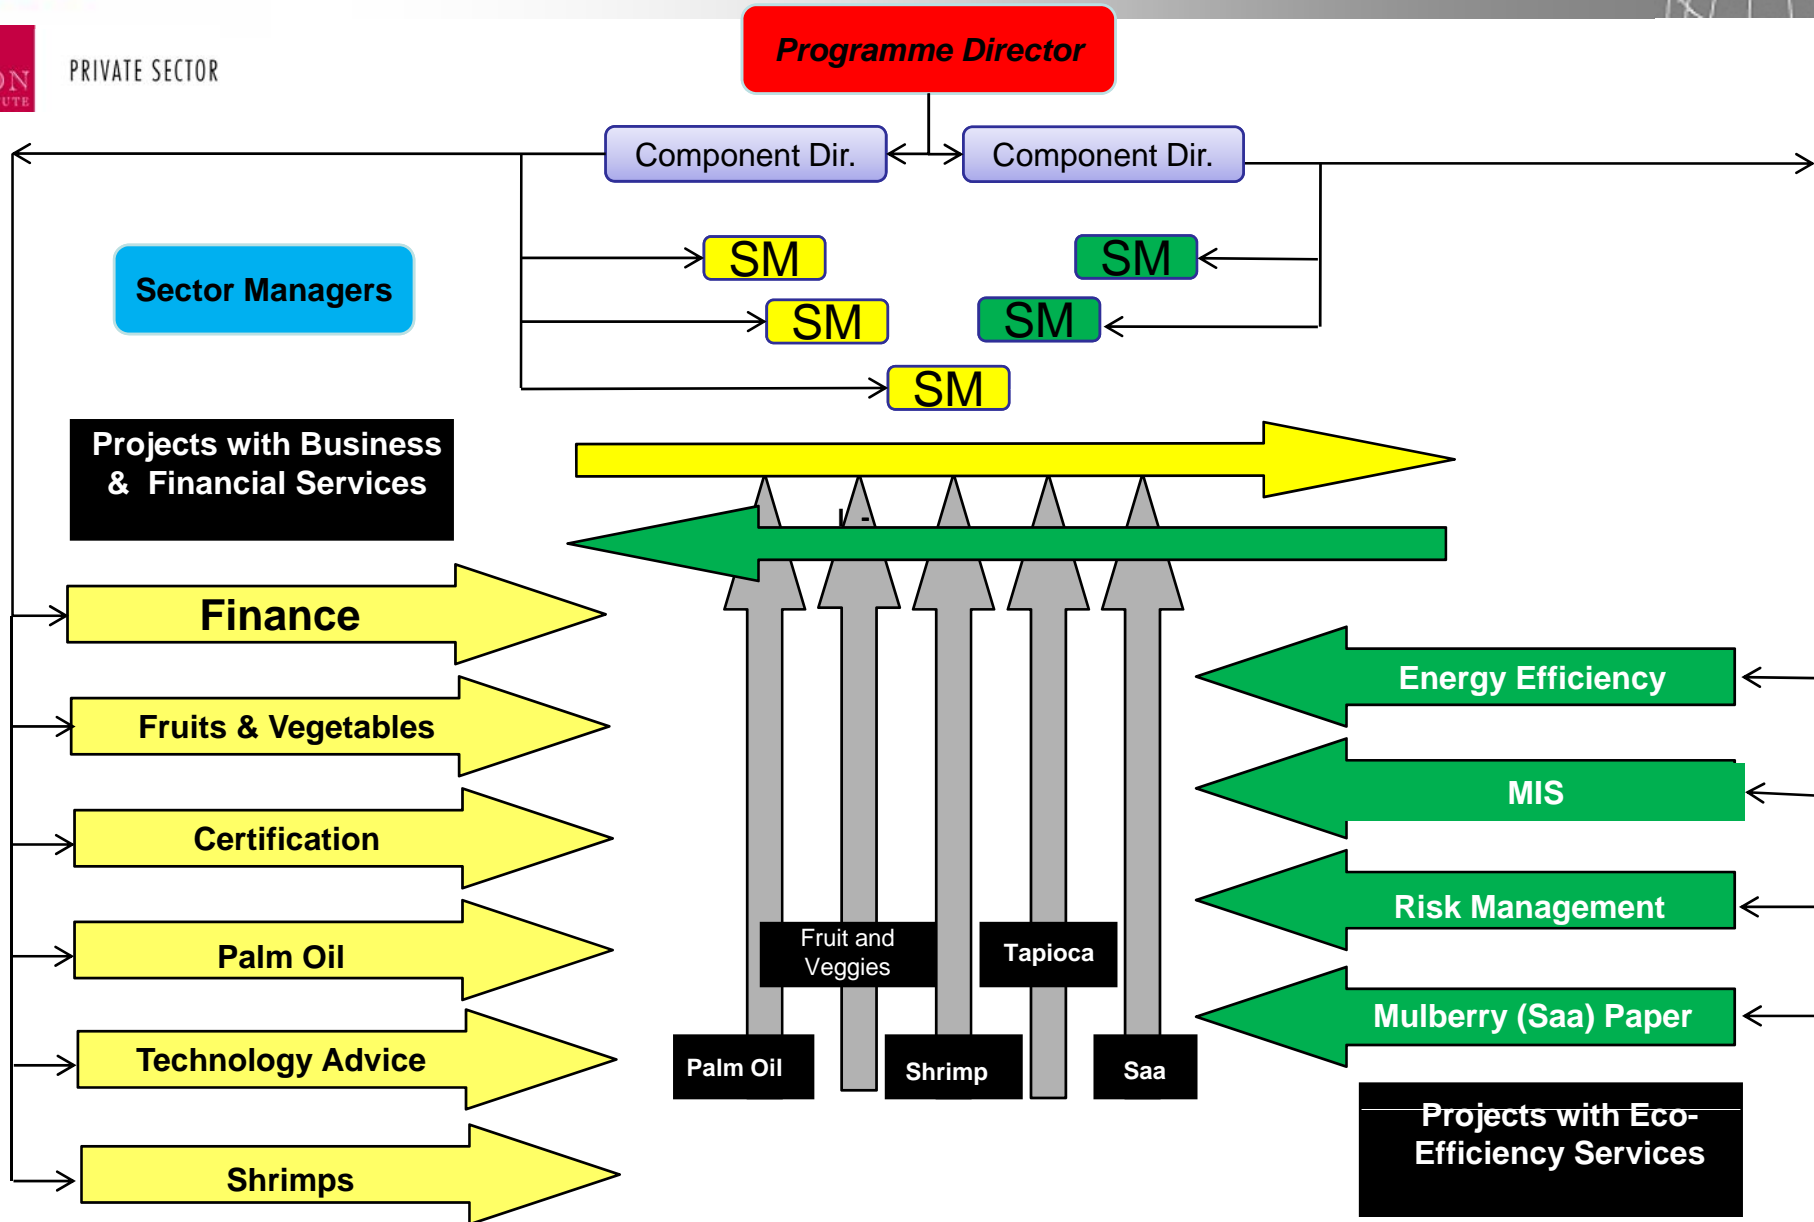 Programme Director
ON
UTE
PRIVATE SECTOR
Component Dir.
Component Dir.
SM
SM
Sector Managers
SM
SM
SM
Projects with Business
& Financial Services
Finance
Fruits & Vegetables
Certification
Palm Oil
Technology Advice
Shrimps
Energy Efficiency
MIS
Risk Management
Mulberry (Saa) Paper
Fruit and
Veggies
Tapioca
Palm Oil
Shrimp
Saa
Projects with Eco-
Efficiency Services